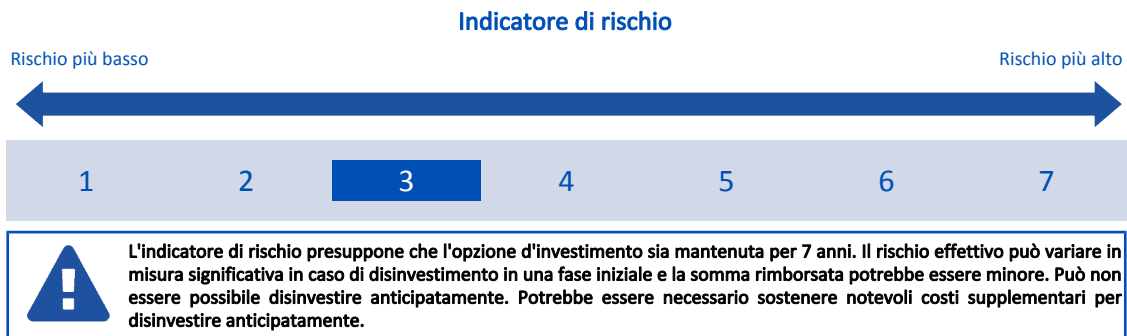 Indicatore di rischio
Rischio più basso
Rischio più alto
1 2 3 4 5 6 7
L'indicatore di rischio presuppone che l'opzione d'investimento sia mantenuta per 7 anni. Il rischio effettivo può variare in
misura significativa in caso di disinvestimento in una fase iniziale e la somma rimborsata potrebbe essere minore. Può non
essere possibile disinvestire anticipatamente. Potrebbe essere necessario sostenere notevoli costi supplementari per
disinvestire anticipatamente.